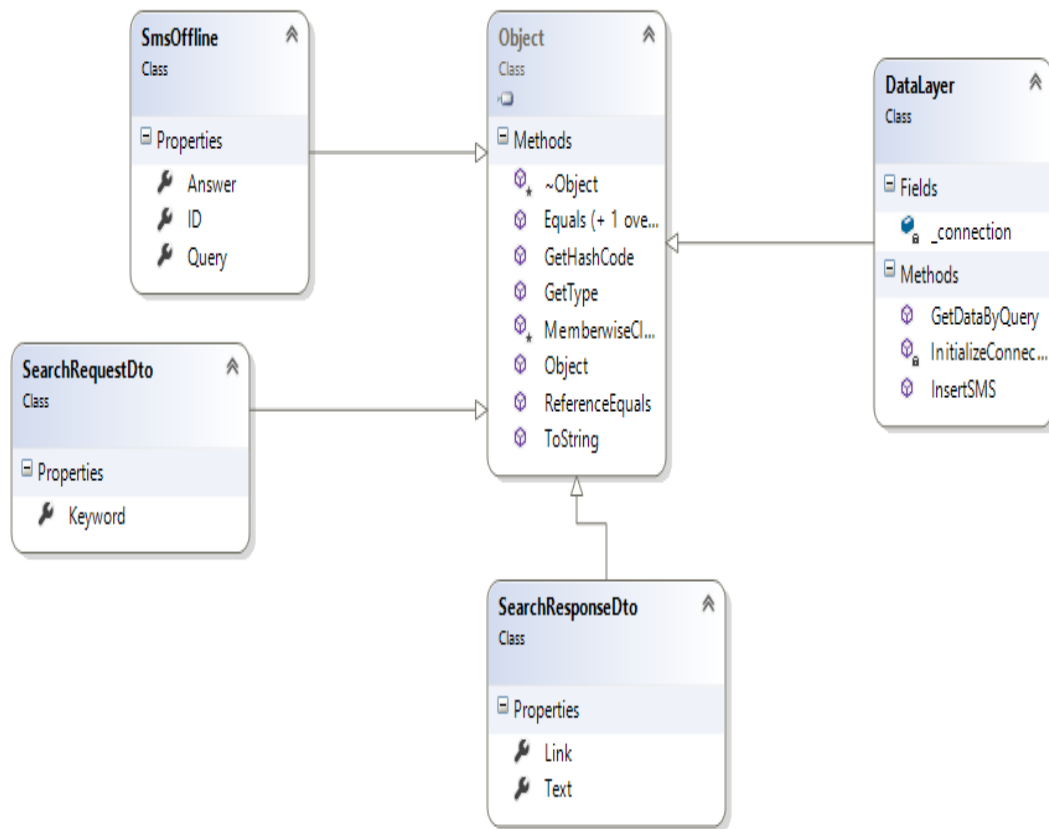 SmsOffline
Class
Properties
Answer
ID
Query
Object
Class
Methods
~Object
Equals (+ 1 ove...
GetHashCode
GetType
MemberwiseCl...
Object
ReferenceEquals
ToString
DataLayer
Class
Fields
_connection
Methods
GetDataByQuery
InitializeConnec...
InsertSMS
SearchRequestDto
Class
Properties
Keyword
SearchResponseDto
Class
Properties
Link
Text